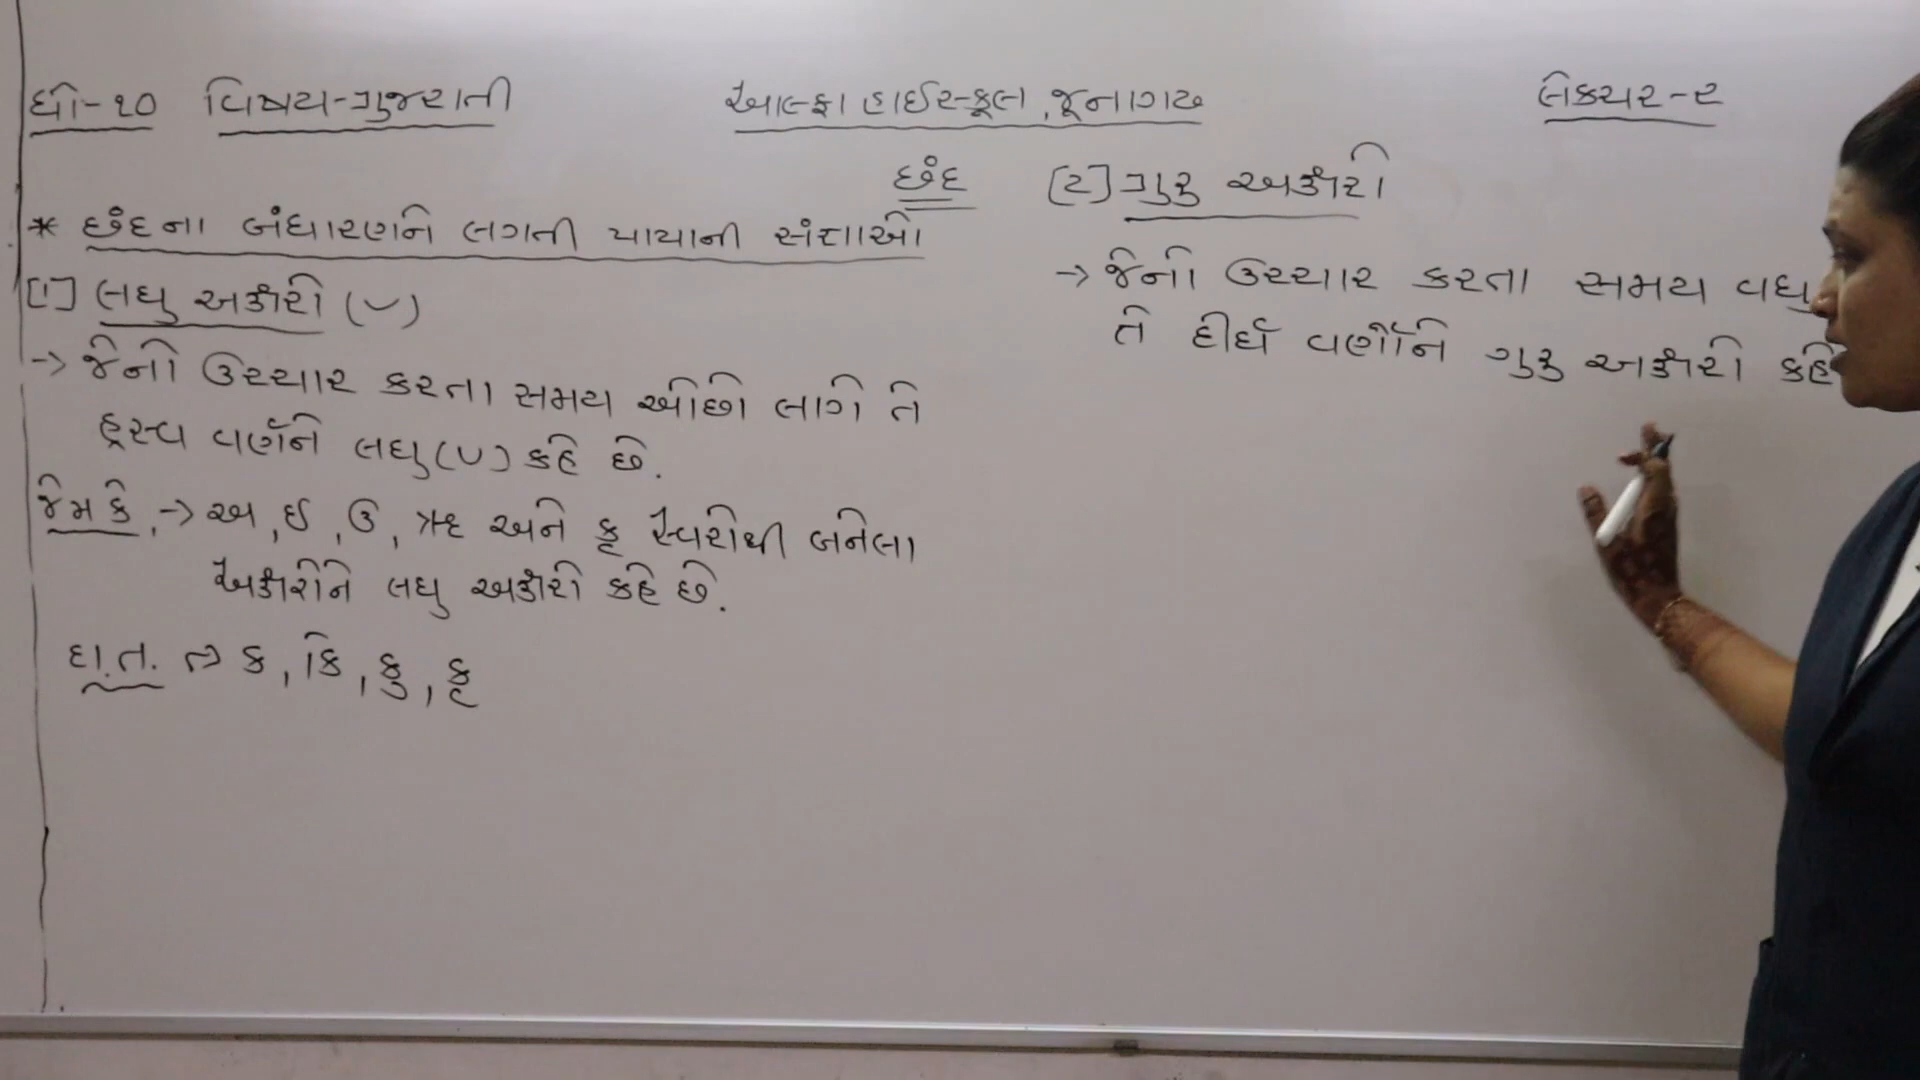 ધો-૧૦ વિષય-ગુજરાતી આલ્ફા હાઈસ્કૂલ, જૂનાગઢ લેક્ચર-૨
છંદ
* છંદના બંધારણને લગતી પાયાની સંજ્ઞાઓ
[૧] લઘુ અક્ષરો (∪)
→ જેનો ઉચ્ચાર કરતા સમય ઓછો લાગે તે
હ્રસ્વ વર્ણને લઘુ(∪) કહે છે.
જેમ કે, → અ, ઈ, ઉ, ઋ અને કૃ સ્વરોથી બનેલા
અક્ષરોને લઘુ અક્ષરો કહે છે.
દા.ત. → ક, કિ, કુ, કૃ
[૨] ગુરુ અક્ષરો
→ જેનો ઉચ્ચાર કરતા સમય વધુ
તે દીર્ઘ વર્ણોને ગુરુ અક્ષરો કહે